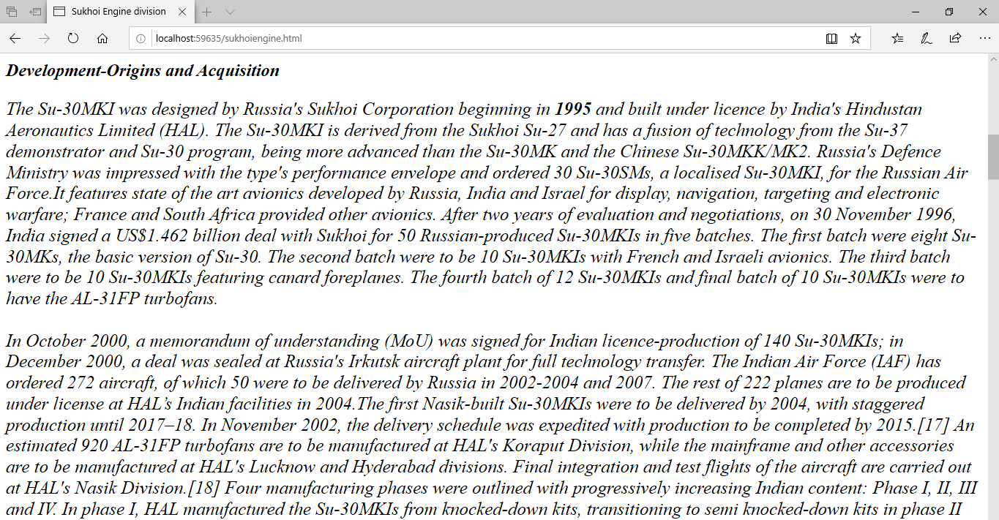 Sukhoi Engine division
localhost:59635/sukhoiengine.html
Development-Origins and Acquisition
The Su-30MKI was designed by Russia's Sukhoi Corporation beginning in 1995 and built under licence by India's Hindustan
Aeronautics Limited (HAL). The Su-30MKI is derived from the Sukhoi Su-27 and has a fusion of technology from the Su-37
demonstrator and Su-30 program, being more advanced than the Su-30MK and the Chinese Su-30MKK/MK2. Russia's Defence
Ministry was impressed with the type's performance envelope and ordered 30 Su-30SMs, a localised Su-30MKI, for the Russian Air
Force.It features state of the art avionics developed by Russia, India and Israel for display, navigation, targeting and electronic
warfare; France and South Africa provided other avionics. After two years of evaluation and negotiations, on 30 November 1996,
India signed a US$1.462 billion deal with Sukhoi for 50 Russian-produced Su-30MKIs in five batches. The first batch were eight Su-
30MKs, the basic version of Su-30. The second batch were to be 10 Su-30MKIs with French and Israeli avionics. The third batch
were to be 10 Su-30MKIs featuring canard foreplanes. The fourth batch of 12 Su-30MKIs and final batch of 10 Su-30MKIs were to
have the AL-31FP turbofans.
In October 2000, a memorandum of understanding (MoU) was signed for Indian licence-production of 140 Su-30MKIs; in
December 2000, a deal was sealed at Russia's Irkutsk aircraft plant for full technology transfer. The Indian Air Force (IAF) has
ordered 272 aircraft, of which 50 were to be delivered by Russia in 2002-2004 and 2007. The rest of 222 planes are to be produced
under license at HAL’s Indian facilities in 2004.The first Nasik-built Su-30MKIs were to be delivered by 2004, with staggered
production until 2017–18. In November 2002, the delivery schedule was expedited with production to be completed by 2015.[17] An
estimated 920 AL-31FP turbofans are to be manufactured at HAL's Koraput Division, while the mainframe and other accessories
are to be manufactured at HAL's Lucknow and Hyderabad divisions. Final integration and test flights of the aircraft are carried out
at HAL's Nasik Division.[18] Four manufacturing phases were outlined with progressively increasing Indian content: Phase I, II, III
and IV. In phase I, HAL manufactured the Su-30MKIs from knocked-down kits, transitioning to semi knocked-down kits in phase II